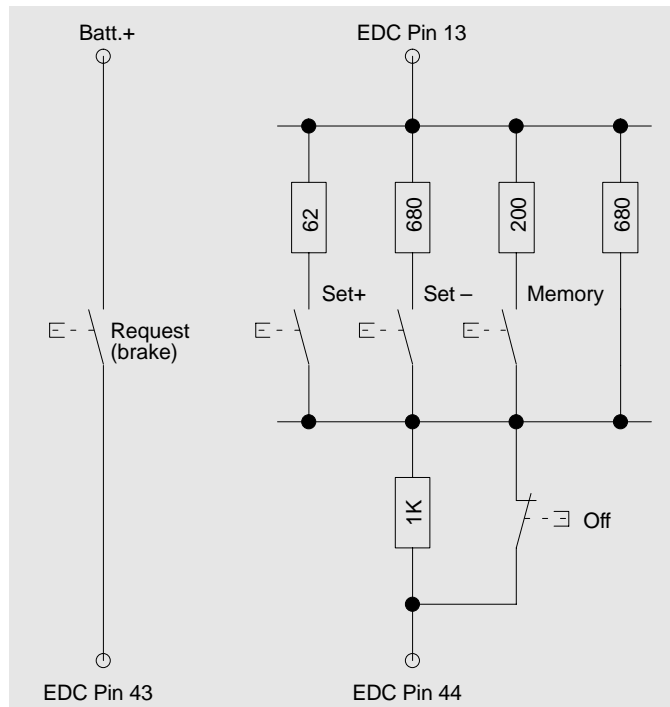 Batt.+
EDC Pin 13
62
680
200
680
Set+
Set –
Memory
Request
(brake)
1K
Off
EDC Pin 43
EDC Pin 44